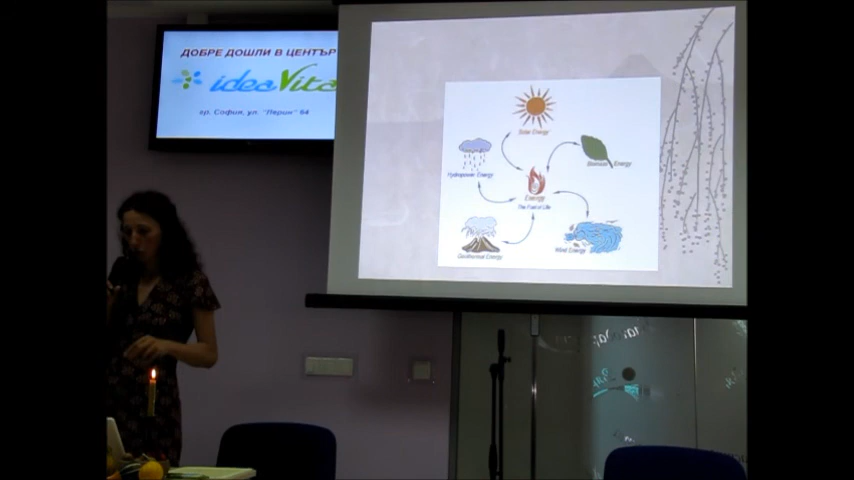 ДОБРЕ ДОШЛИ В ЦЕНТЪР
ideaVita
гр. София, ул. "Пирин" 64
Solar Energy
Hydropower Energy
Biomass Energy
Energy
The Fuel of Life
Geothermal Energy
Wind Energy